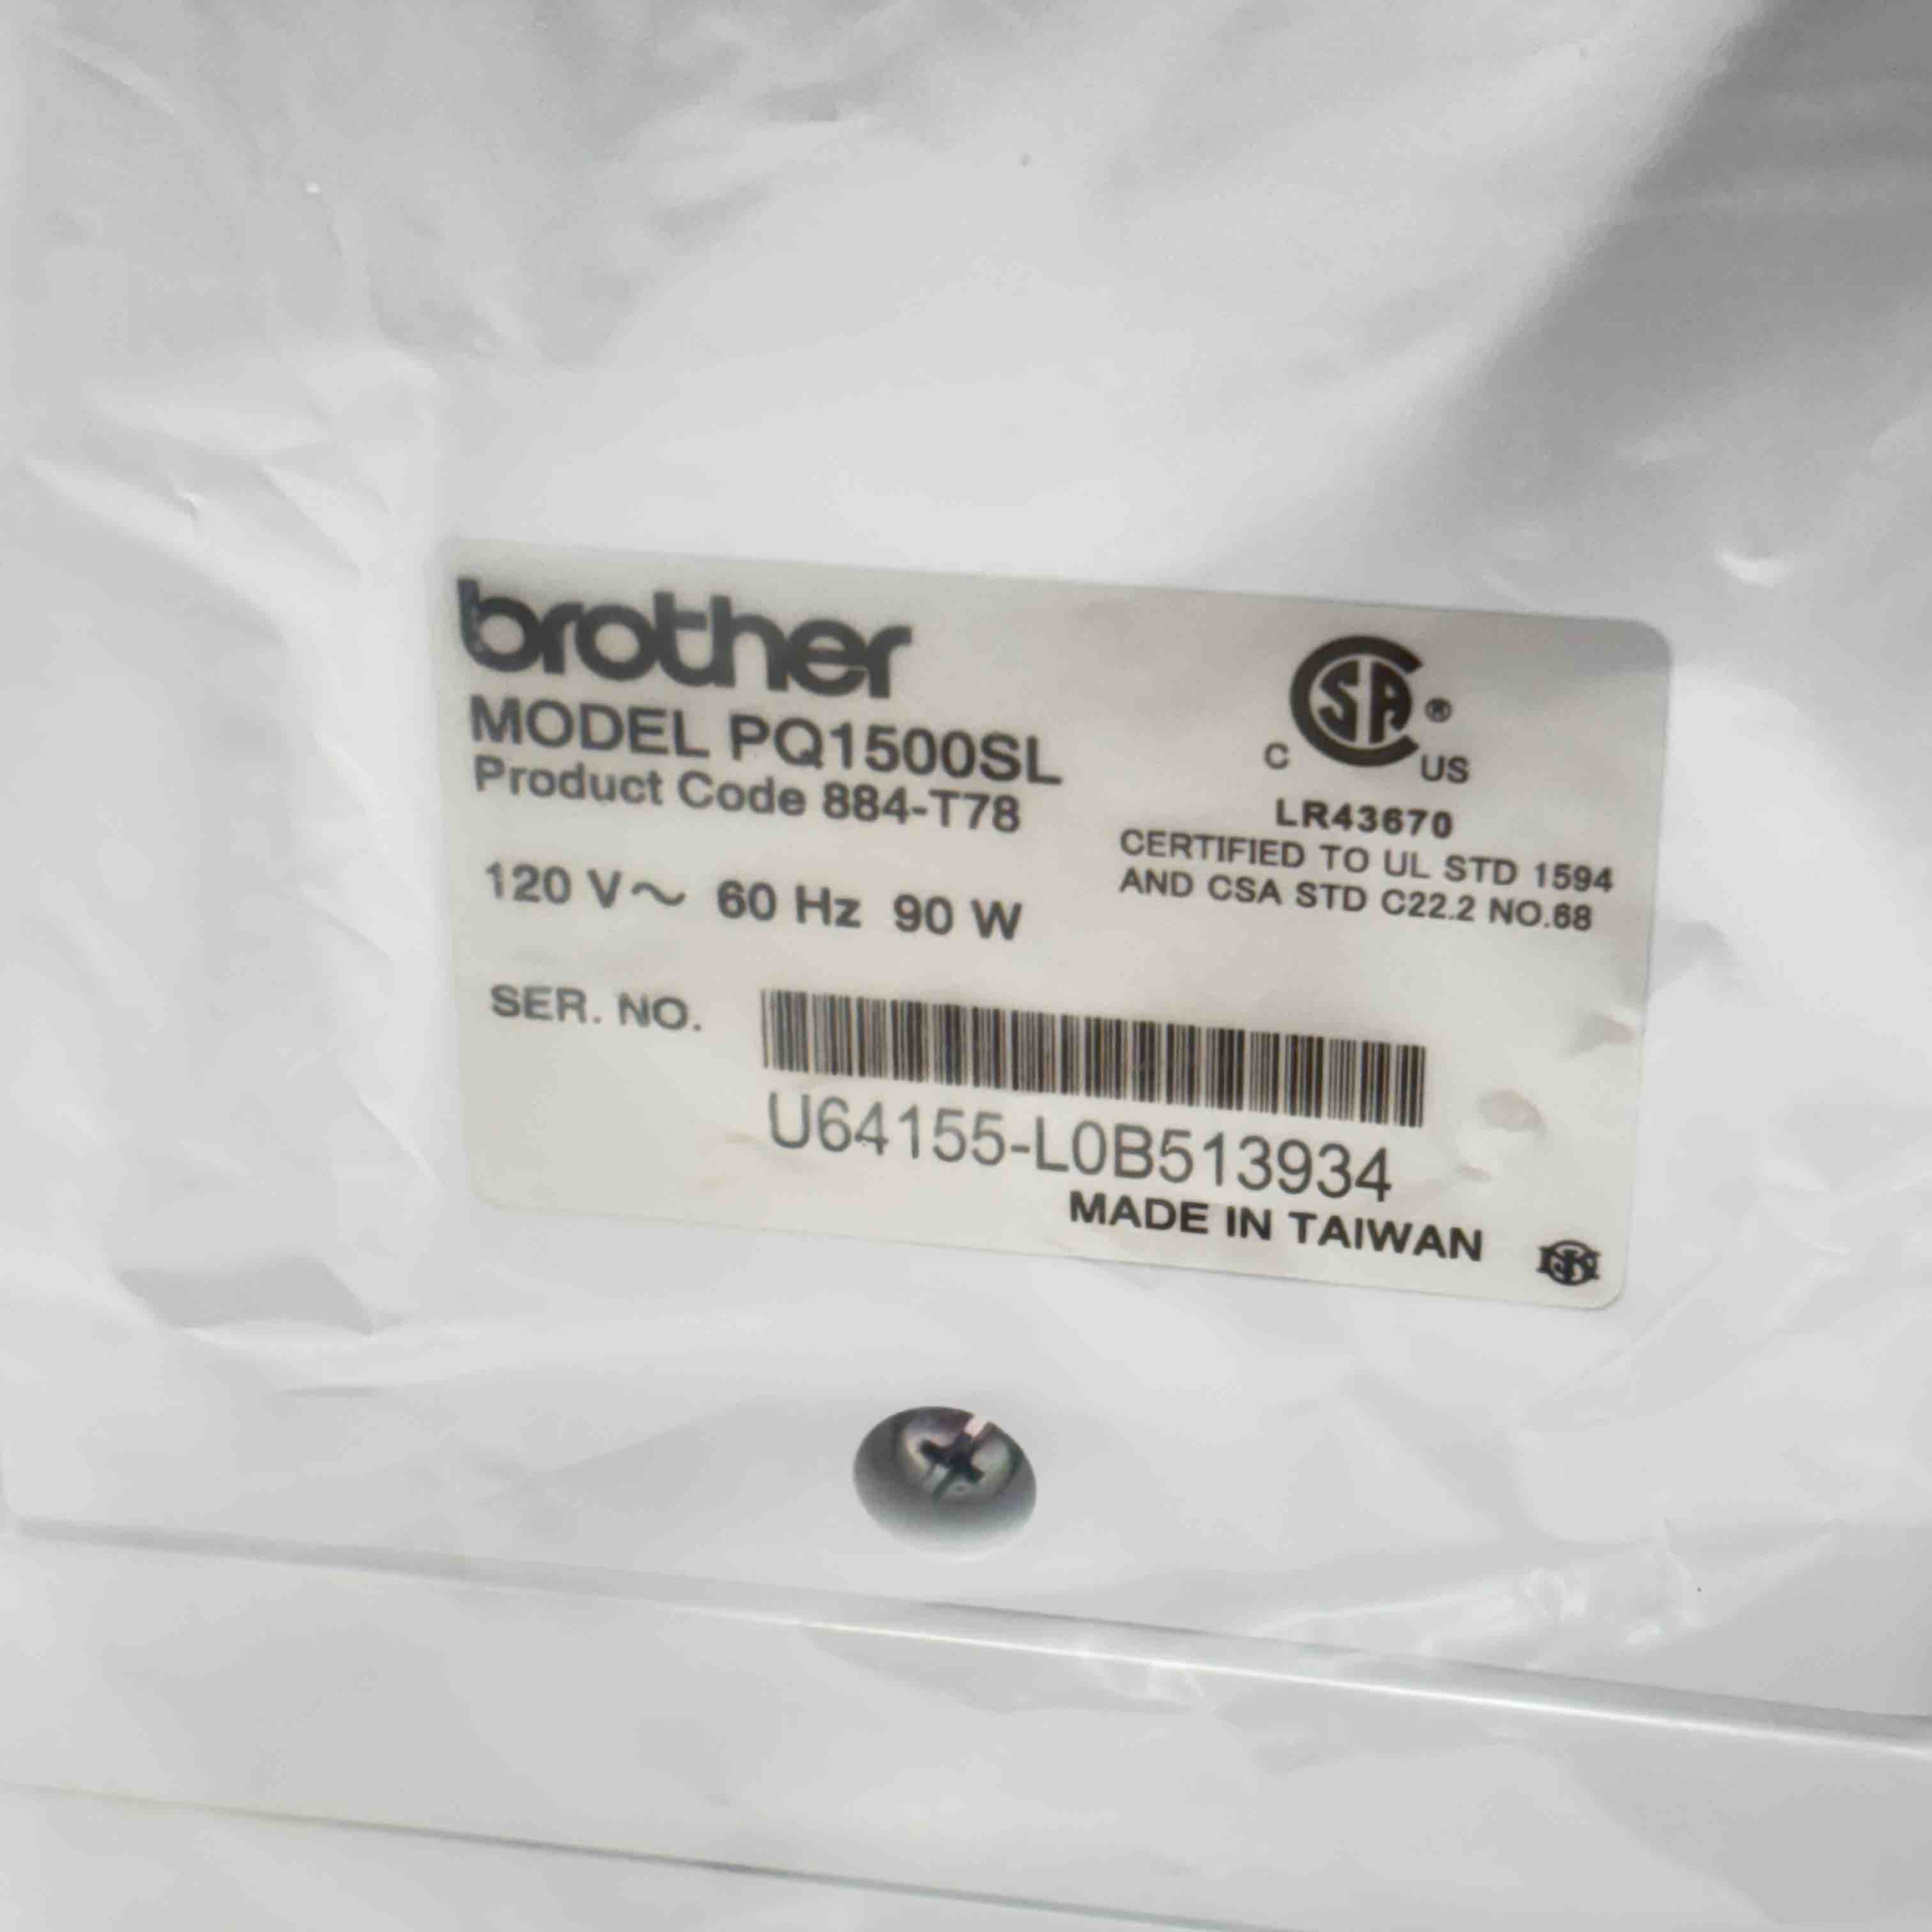 brother
MODEL PQ1500SL
Product Code 884-T78
120 V~ 60 Hz 90 W
SER. NO.
U64155-L0B513934
MADE IN TAIWAN
CSA®
C US
LR43670
CERTIFIED TO UL STD 1594
AND CSA STD C22.2 NO.68